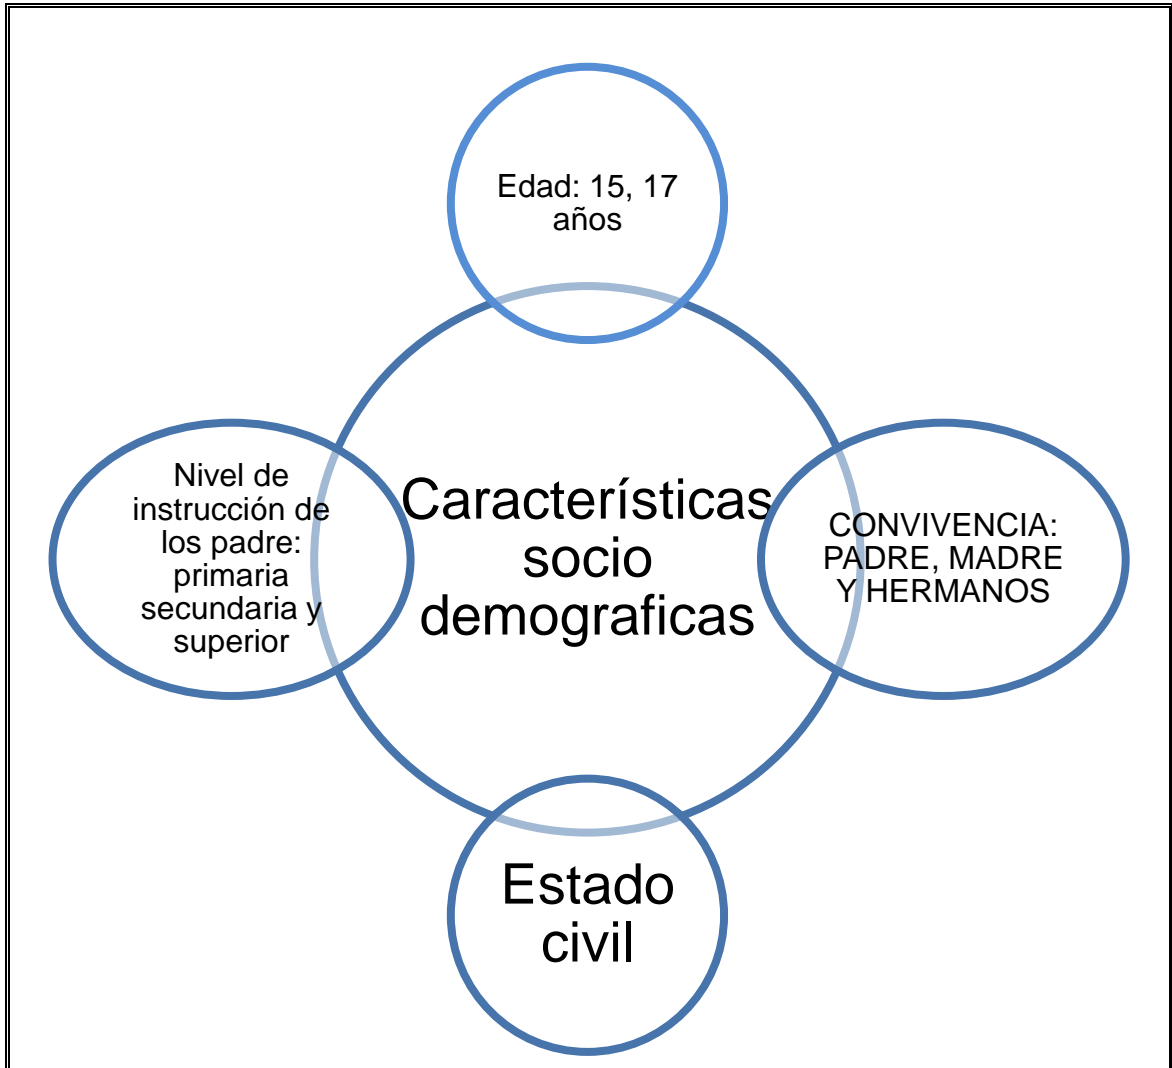 Edad: 15, 17
años
Nivel de
instrucción de
los padre:
primaria
secundaria y
superior
Característicás
socio
demograficas
CONVIVENCIA:
PADRE, MADRE
Y HERMANOS
Estado
civil